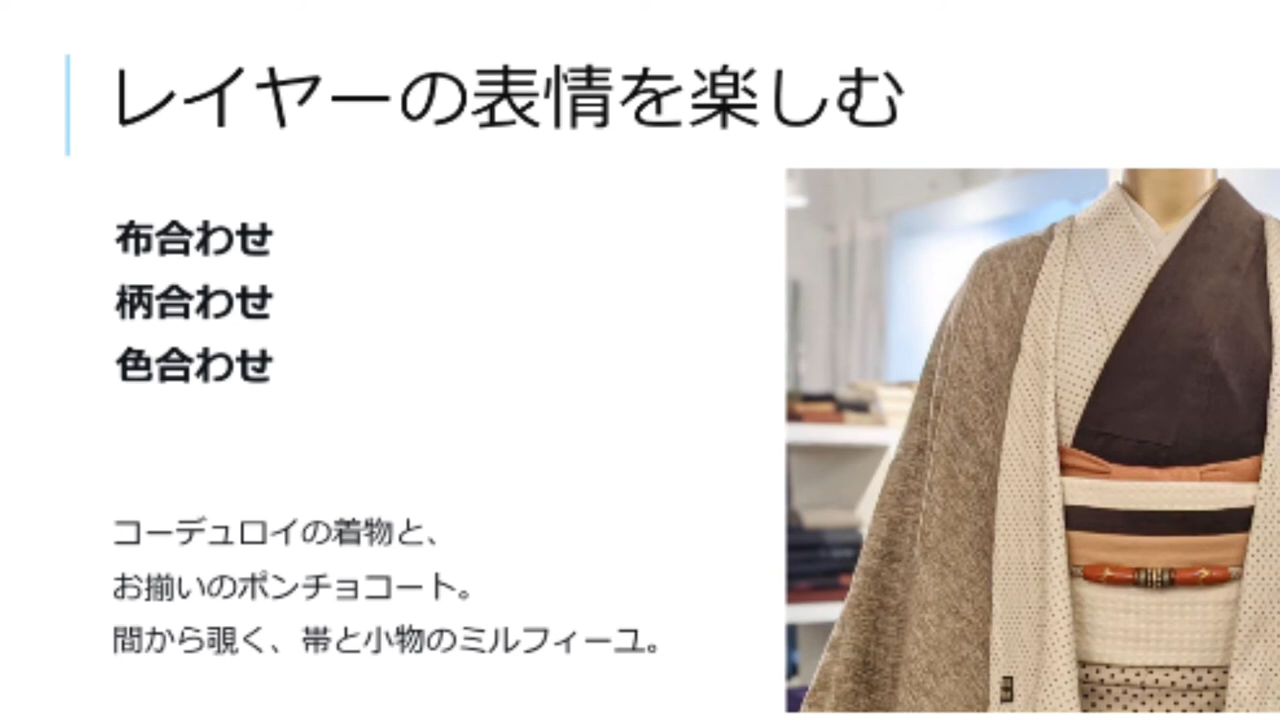 レイヤーの表情を楽しむ
布合わせ
柄合わせ
色合わせ
コーデュロイの着物と、
お揃いのポンチョコート。
間から覗く、帯と小物のミルフィーユ。